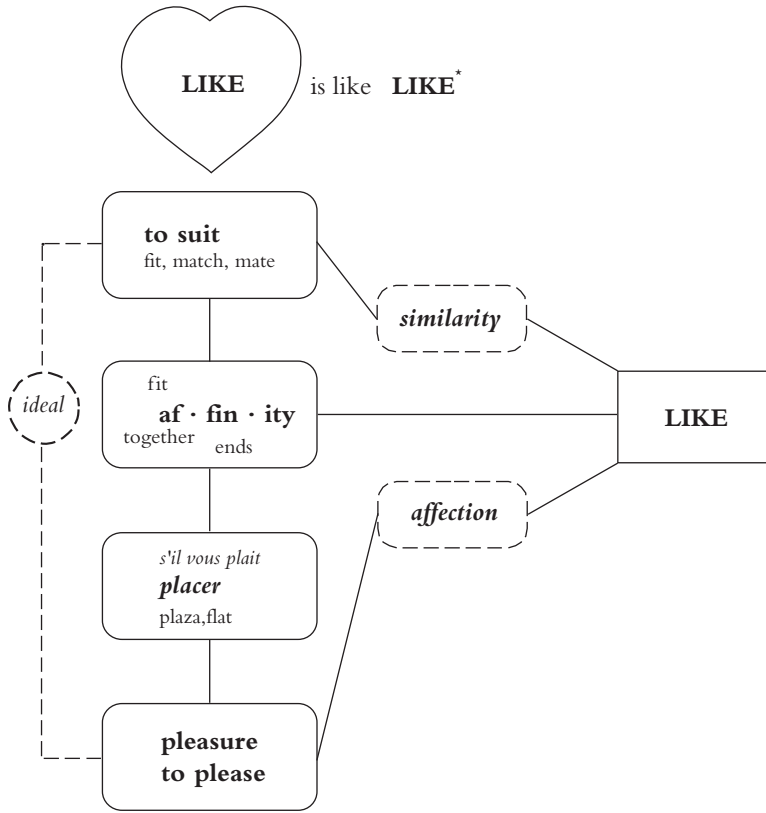 LIKE is like LIKE*
to suit
fit, match, mate
similarity
fit
ideal
af · fin · ity
LIKE
together
ends
affection
s'il vous plait
placer
plaza,flat
pleasure
to please